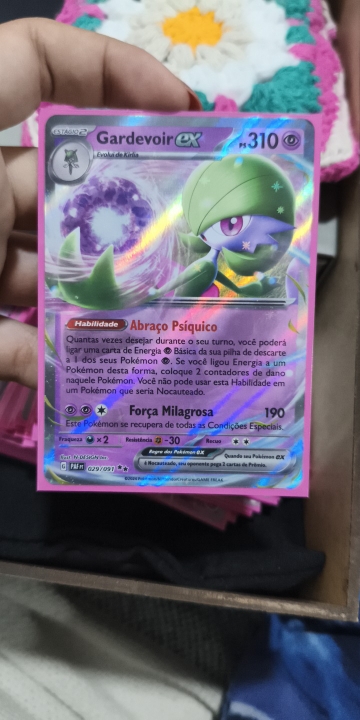 ESTÁGIO 2
Gardevoir ex PS 310
Evolui de Kirlia
Habilidade Abraço Psíquico
Quantas vezes desejar durante o seu turno, você poderá
ligar uma carta de Energia Básica da sua pilha de descarte
a 1 dos seus Pokémon. Se você ligou Energia a um
Pokémon desta forma, coloque 2 contadores de dano
naquele Pokémon. Você não pode usar esta Habilidade em
um Pokémon que seria Nocauteado.
Força Milagrosa 190
Este Pokémon se recupera de todas as Condições Especiais.
Fraqueza ×2 Resistência -30 Recuo
Regra dos Pokémon ex Quando seu Pokémon ex
é Nocauteado, seu oponente pega 2 cartas de Prêmio.
Ilust. N-DESIGN Inc.
G PAF PT 029/091